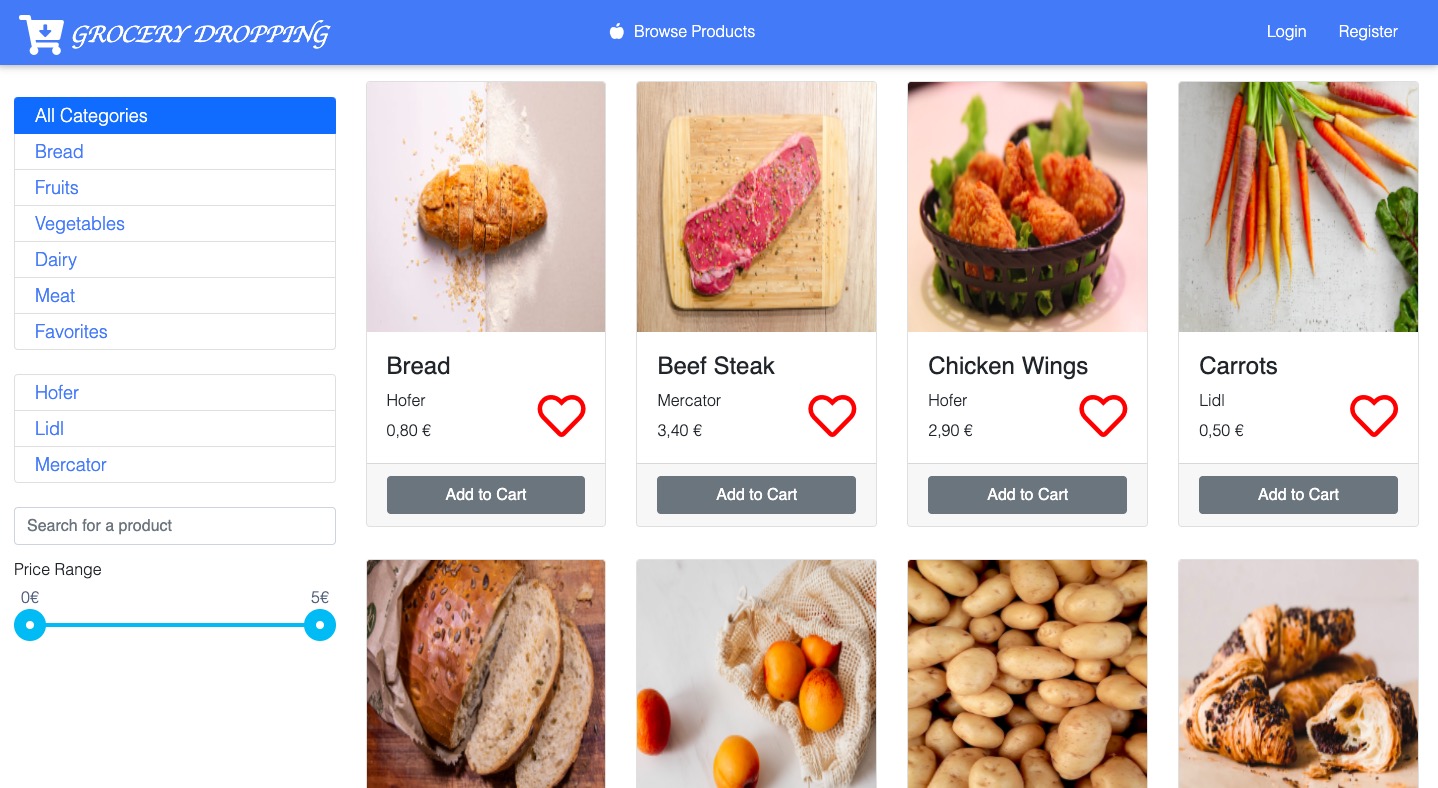 GROCERY DROPPING
Browse Products
Login
Register
All Categories
Bread
Fruits
Vegetables
Dairy
Meat
Favorites
Hofer
Lidl
Mercator
Search for a product
Price Range
0€
5€
Bread
Hofer
0,80 €
Add to Cart
Beef Steak
Mercator
3,40 €
Add to Cart
Chicken Wings
Hofer
2,90 €
Add to Cart
Carrots
Lidl
0,50 €
Add to Cart